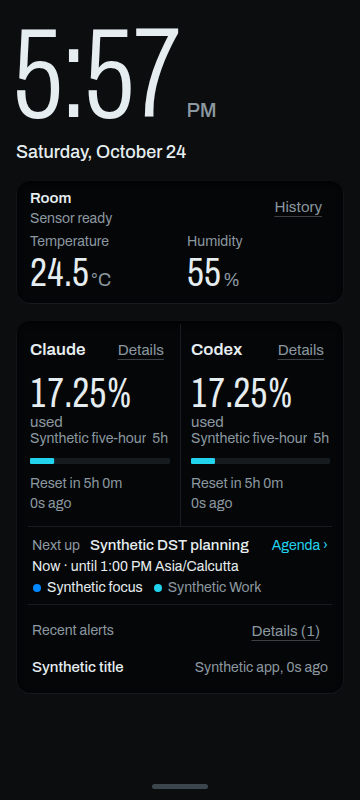 5:57 PM
Saturday, October 24
Room
Sensor ready
History
Temperature
Humidity
24.5°C
55%
Claude
Details
17.25%
used
Synthetic five-hour 5h
Reset in 5h 0m
0s ago
Codex
Details
17.25%
used
Synthetic five-hour 5h
Reset in 5h 0m
0s ago
Next up Synthetic DST planning Agenda ›
Now · until 1:00 PM Asia/Calcutta
Synthetic focus Synthetic Work
Recent alerts Details (1)
Synthetic title Synthetic app, 0s ago